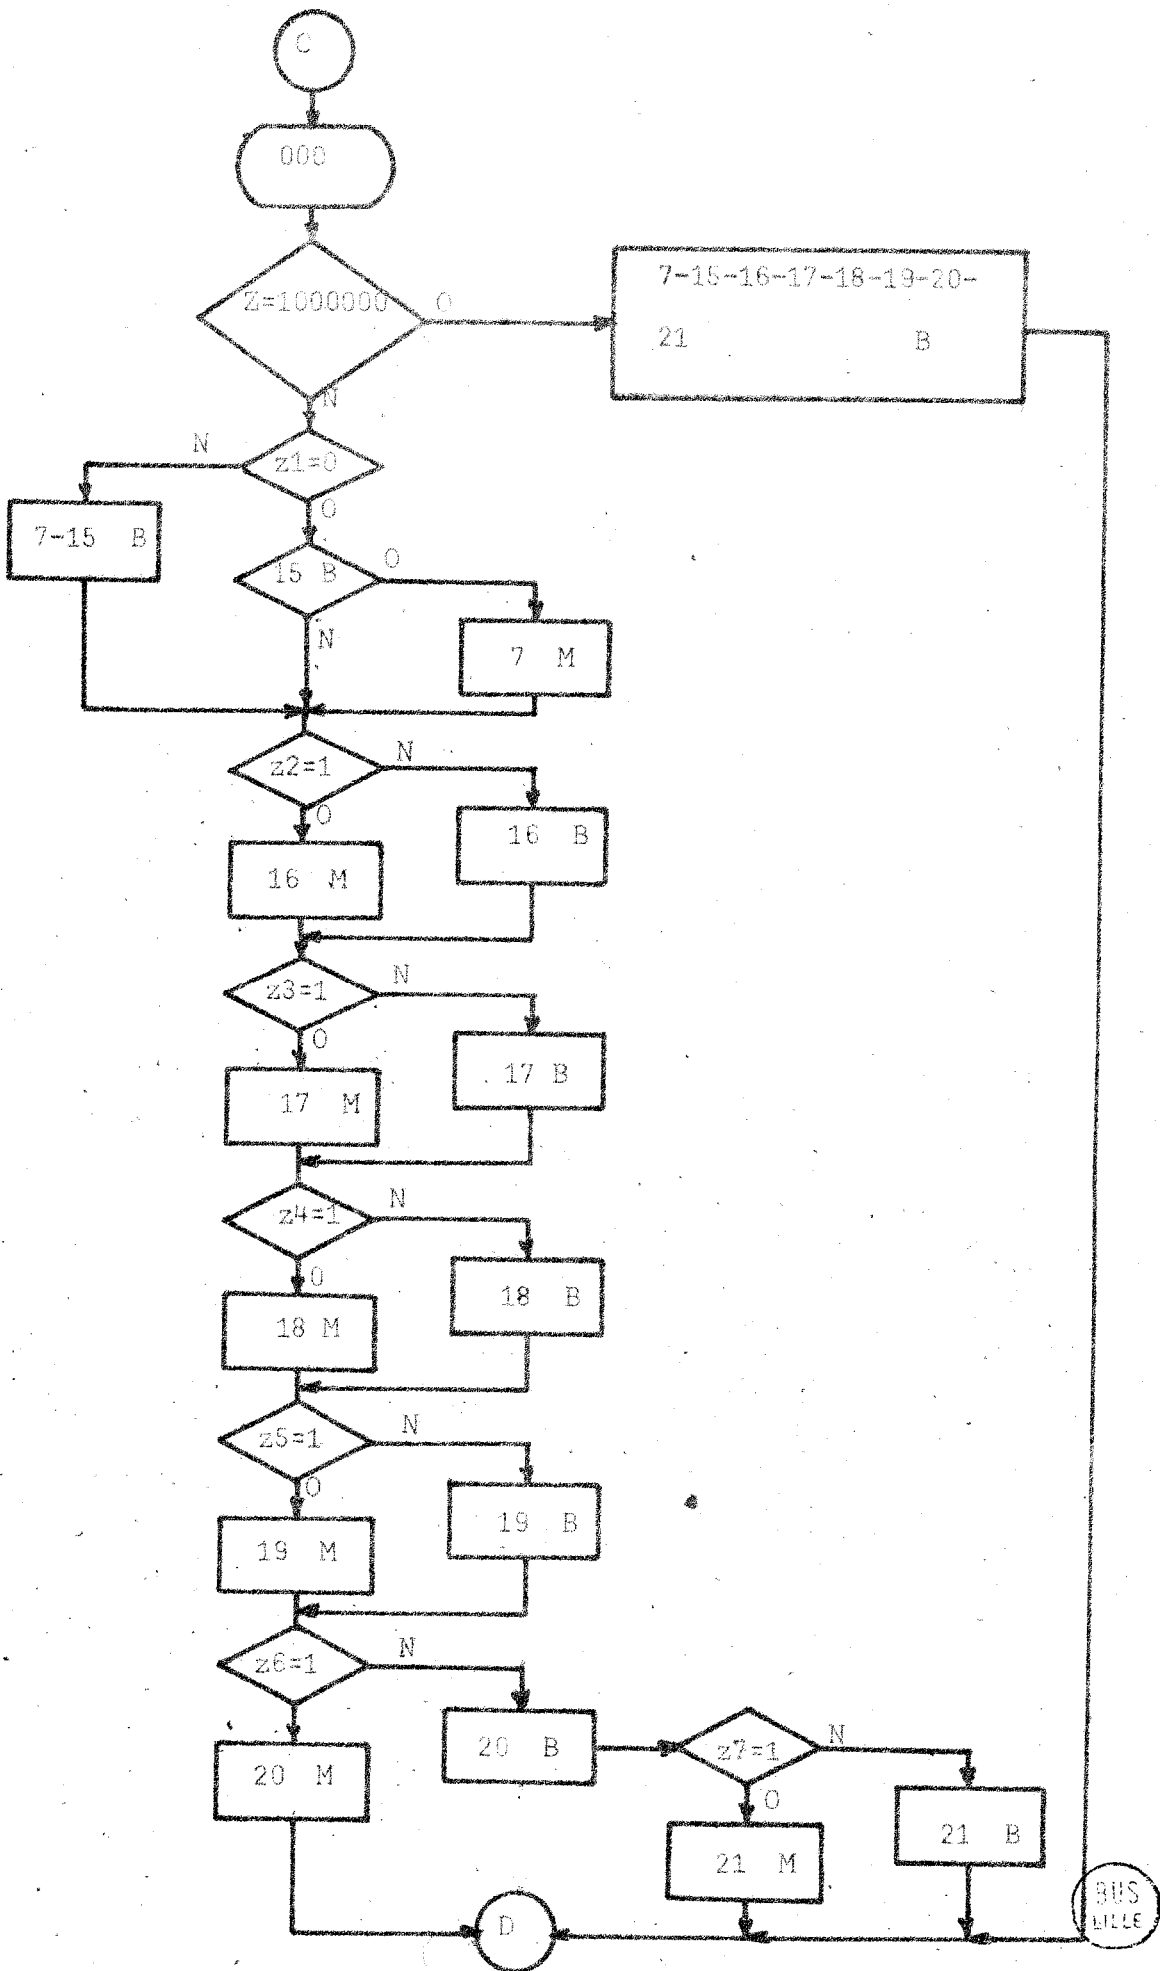 C
000
Z=1000000
O
7-15-16-17-18-19-20-
21 B
N
N
z1=0
O
7-15 B
15 B
O
N
7 M
z2=1
N
O
16 B
16 M
z3=1
N
O
17 B
17 M
z4=1
N
O
18 B
18 M
z5=1
N
O
19 B
19 M
z6=1
N
20 B
z7=1
N
20 M
O
21 B
21 M
D
BUS
LILLE